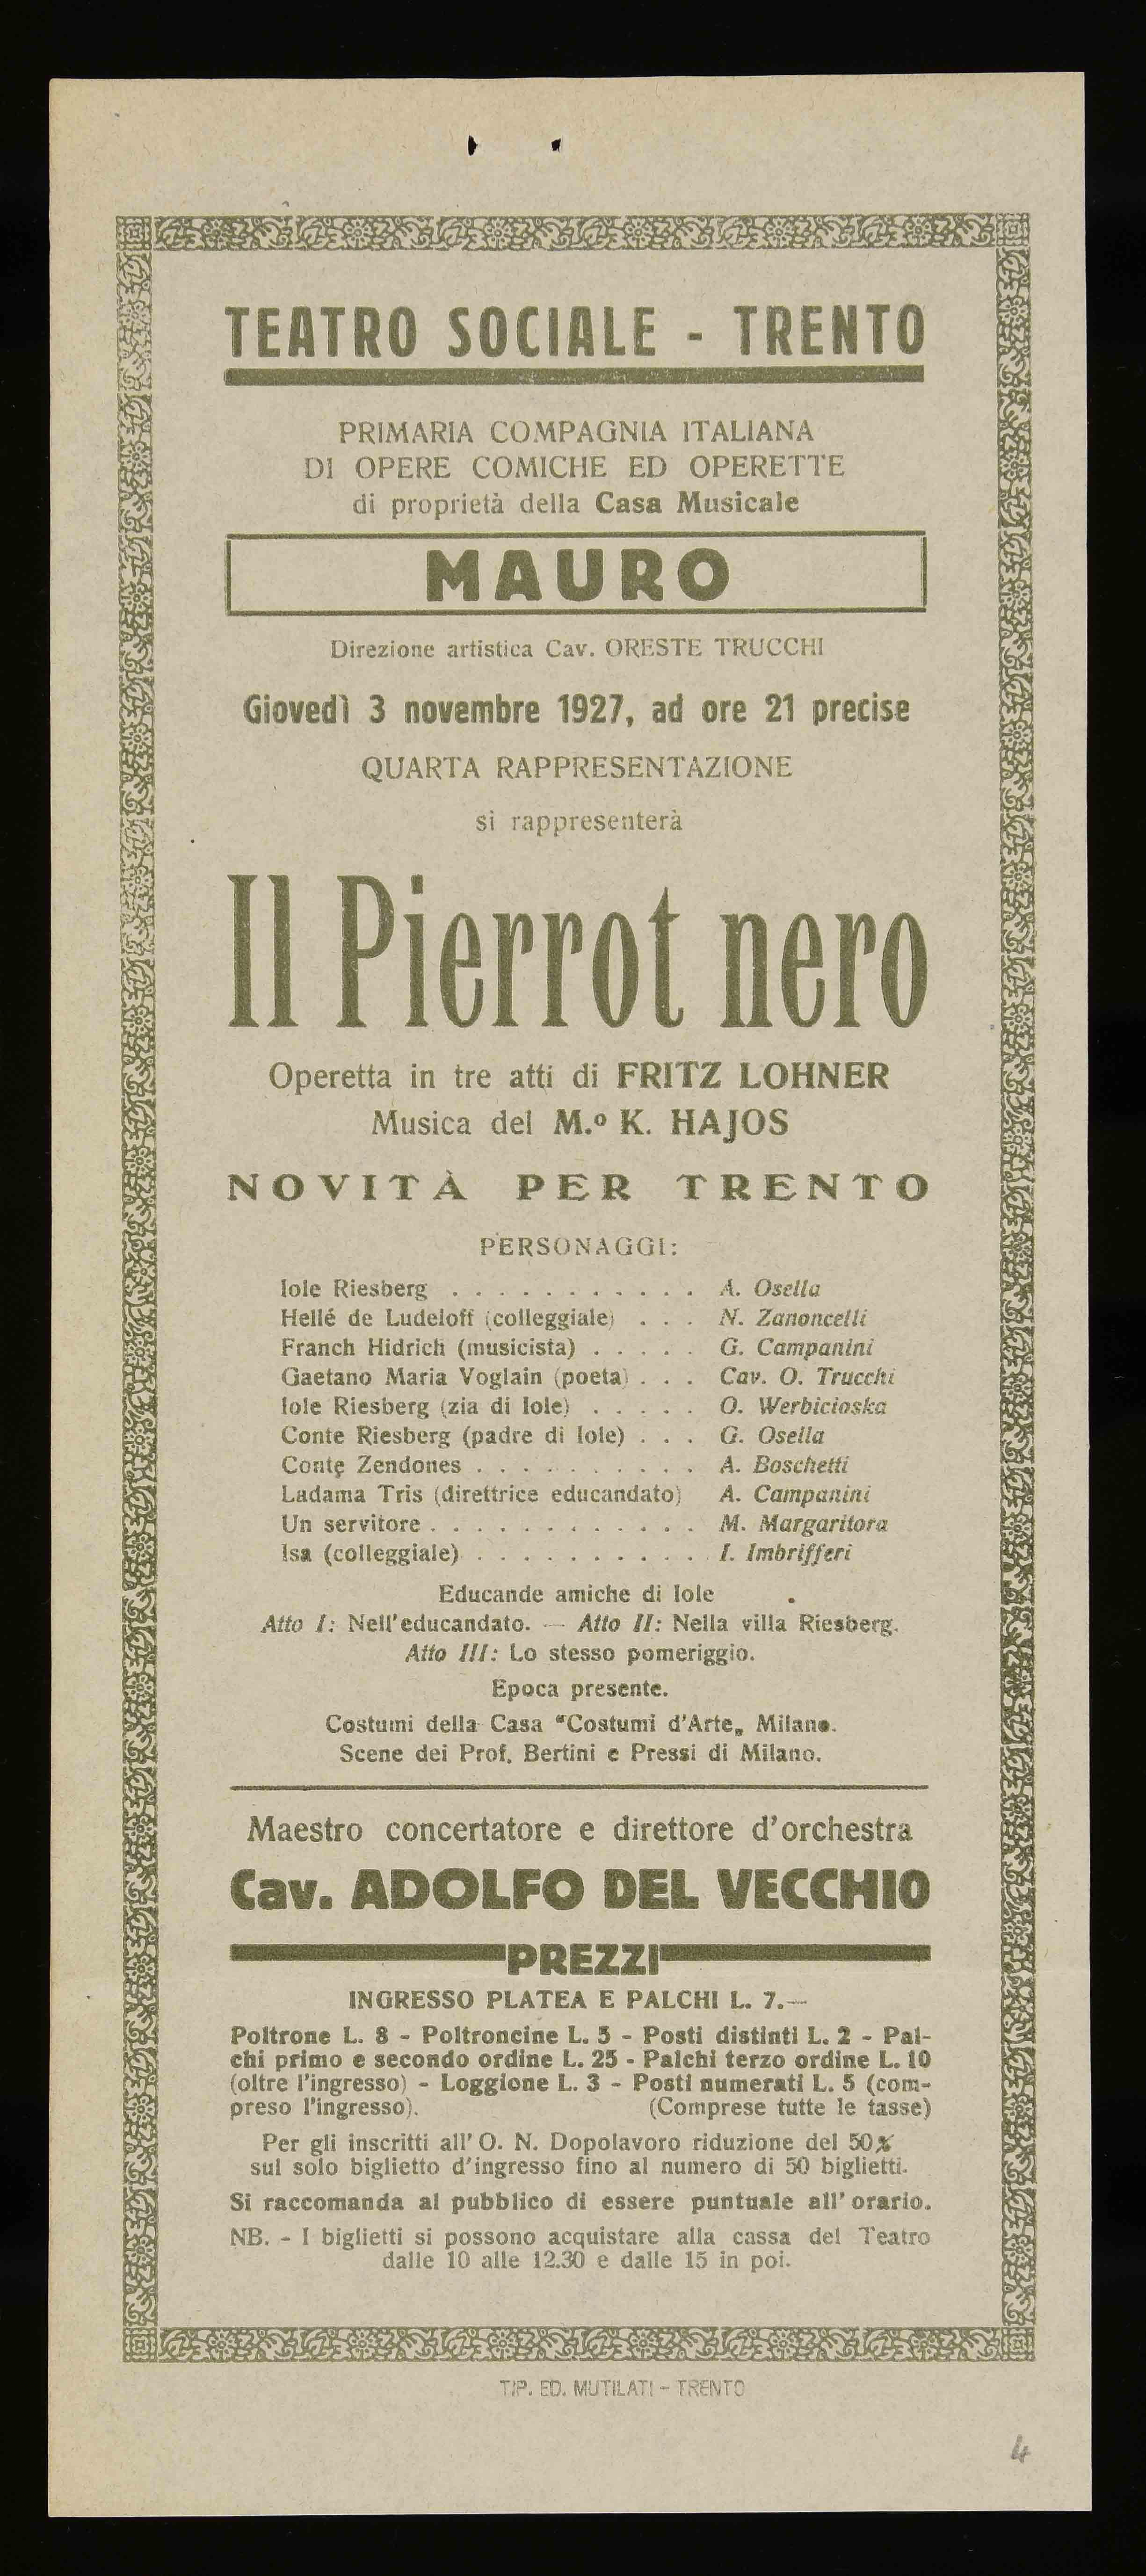 TEATRO SOCIALE - TRENTO
PRIMARIA COMPAGNIA ITALIANA
DI OPERE COMICHE ED OPERETTE
di proprietà della Casa Musicale
MAURO
Direzione artistica Cav. ORESTE TRUCCHI
Giovedì 3 novembre 1927, ad ore 21 precise
QUARTA RAPPRESENTAZIONE
si rappresenterà
Il Pierrot nero
Operetta in tre atti di FRITZ LOHNER
Musica del M.º K. HAJOS
NOVITÀ PER TRENTO
PERSONAGGI:
Iole Riesberg . . . . . . . . . . . A. Osella
Hellé de Ludeloff (colleggiale) . . . N. Zanoncelli
Franch Hidrich (musicista) . . . . . G. Campanini
Gaetano Maria Voglain (poeta) . . . Cav. O. Trucchi
Iole Riesberg (zia di Iole) . . . . . O. Werbicioska
Conte Riesberg (padre di Iole) . . . G. Osella
Conte Zendones . . . . . . . . . . A. Boschetti
Ladama Tris (direttrice educandato) A. Campanini
Un servitore . . . . . . . . . . . . M. Margaritora
Isa (colleggiale) . . . . . . . . . . I. Imbrifferi
Educande amiche di Iole
Atto I: Nell'educandato. — Atto II: Nella villa Riesberg.
Atto III: Lo stesso pomeriggio.
Epoca presente.
Costumi della Casa "Costumi d'Arte„ Milano.
Scene dei Prof. Bertini e Pressi di Milano.
Maestro concertatore e direttore d'orchestra
Cav. ADOLFO DEL VECCHIO
PREZZI
INGRESSO PLATEA E PALCHI L. 7.—
Poltrone L. 8 - Poltroncine L. 5 - Posti distinti L. 2 - Pal-
chi primo e secondo ordine L. 25 - Palchi terzo ordine L. 10
(oltre l'ingresso) - Loggione L. 3 - Posti numerati L. 5 (com-
preso l'ingresso). (Comprese tutte le tasse)
Per gli inscritti all'O. N. Dopolavoro riduzione del 50%
sul solo biglietto d'ingresso fino al numero di 50 biglietti.
Si raccomanda al pubblico di essere puntuale all'orario.
NB. - I biglietti si possono acquistare alla cassa del Teatro
dalle 10 alle 12.30 e dalle 15 in poi.
TIP. ED. MUTILATI - TRENTO
4